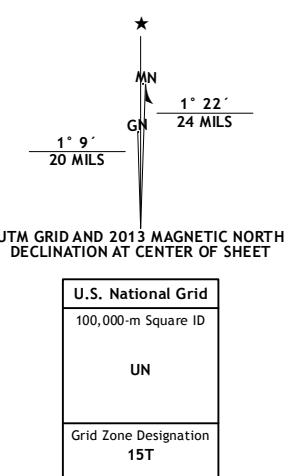 ★
MN
1° 22´
24 MILS
GN
1° 9´
20 MILS
UTM GRID AND 2013 MAGNETIC NORTH
DECLINATION AT CENTER OF SHEET
U.S. National Grid
100,000-m Square ID
UN
Grid Zone Designation
15T